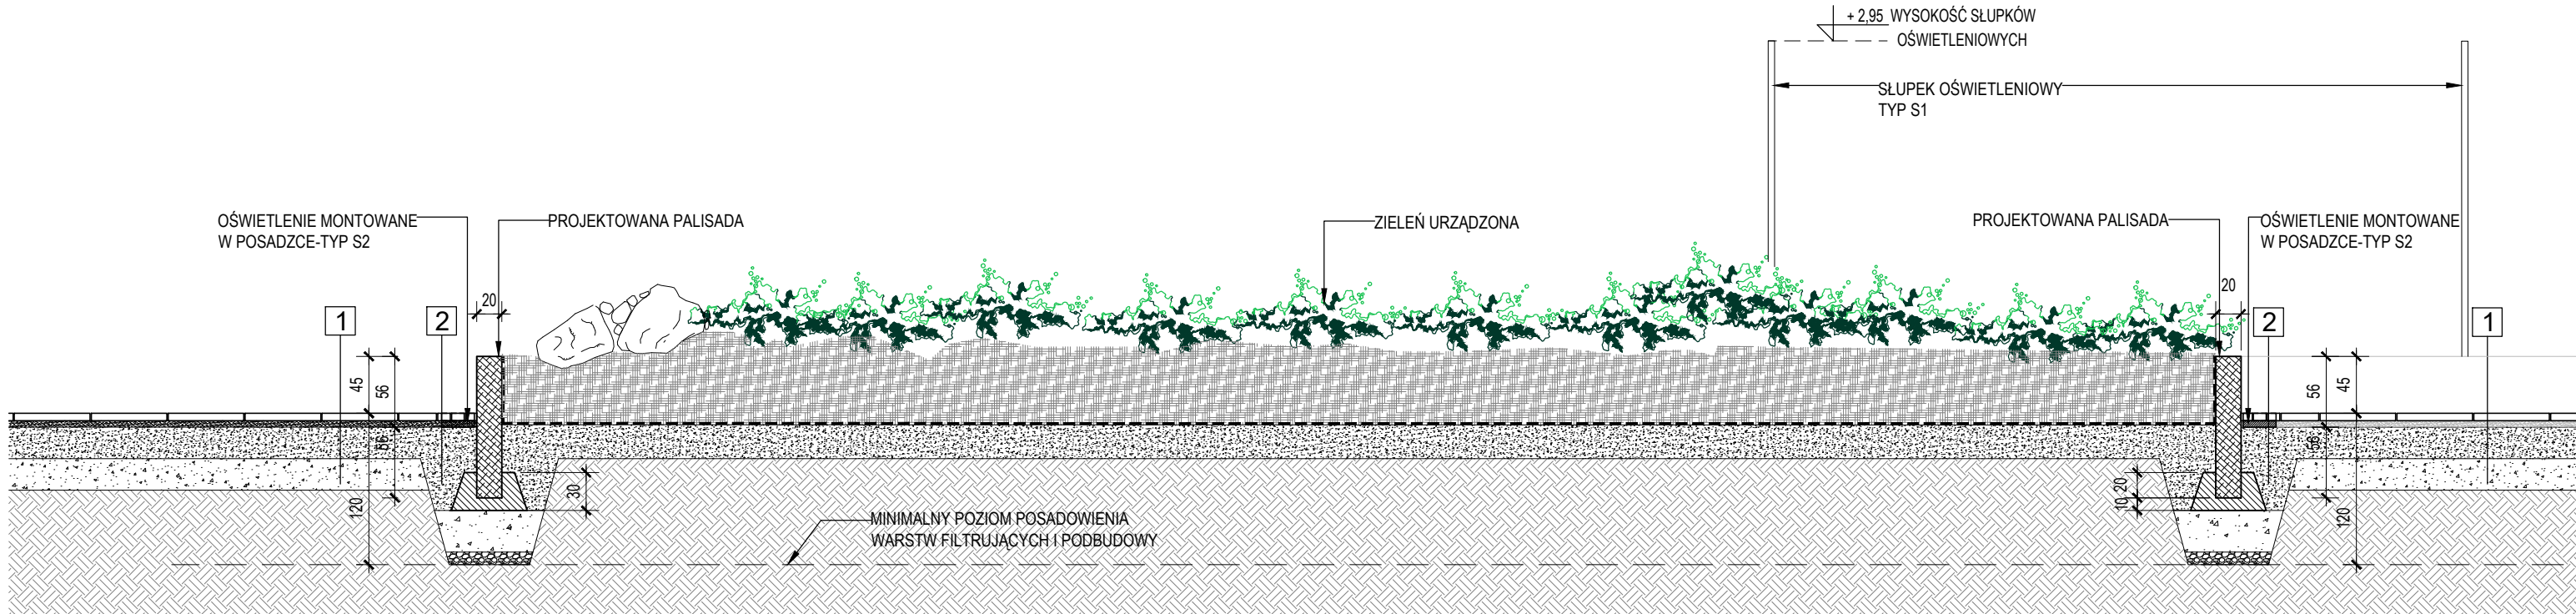 + 2,95 WYSOKOŚĆ SŁUPKÓW
OŚWIETLENIOWYCH
SŁUPEK OŚWIETLENIOWY
TYP S1
OŚWIETLENIE MONTOWANE
W POSADZCE-TYP S2
PROJEKTOWANA PALISADA
ZIELEŃ URZĄDZONA
PROJEKTOWANA PALISADA
OŚWIETLENIE MONTOWANE
W POSADZCE-TYP S2
20
20
1
2
2
1
45
56
56
45
56
56
30
10 20
120
120
MINIMALNY POZIOM POSADOWIENIA
WARSTW FILTRUJĄCYCH I PODBUDOWY